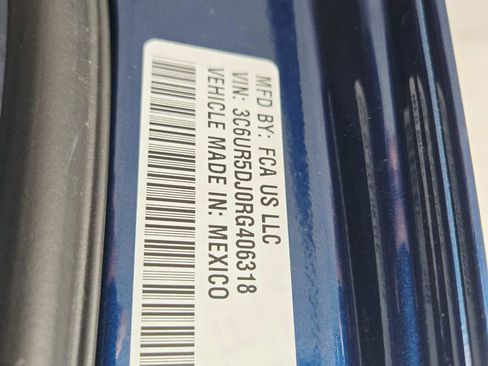 MFD BY: FCA US LLC
VIN: 3C6UR5DJ0RG406318
VEHICLE MADE IN: MEXICO